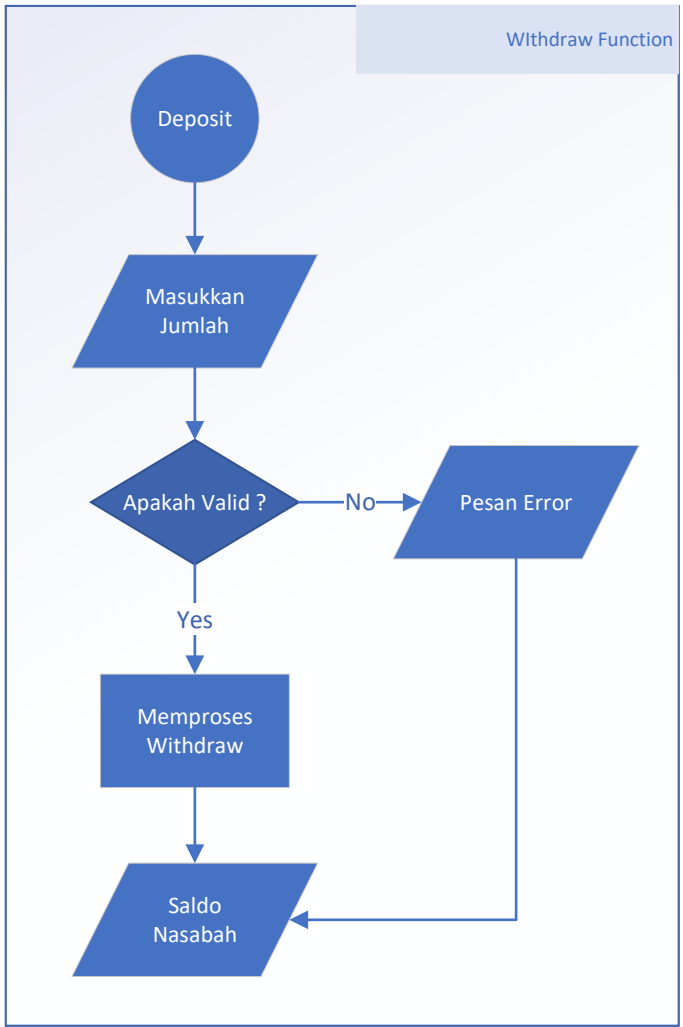 WIthdraw Function
Deposit
Masukkan
Jumlah
Apakah Valid ?
No
Pesan Error
Yes
Memproses
Withdraw
Saldo
Nasabah